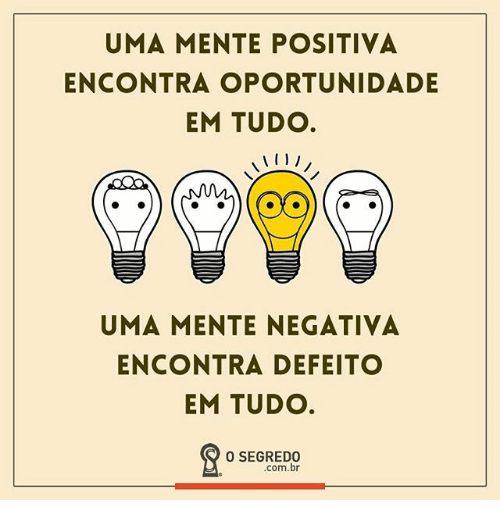 UMA MENTE POSITIVA
ENCONTRA OPORTUNIDADE
EM TUDO.
UMA MENTE NEGATIVA
ENCONTRA DEFEITO
EM TUDO.
O SEGREDO
.com.br